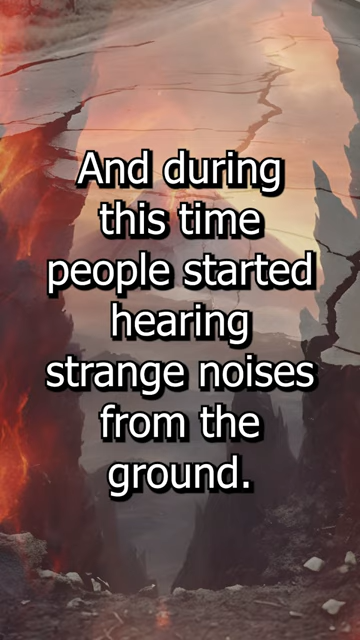 And during
this time
people started
hearing
strange noises
from the
ground.